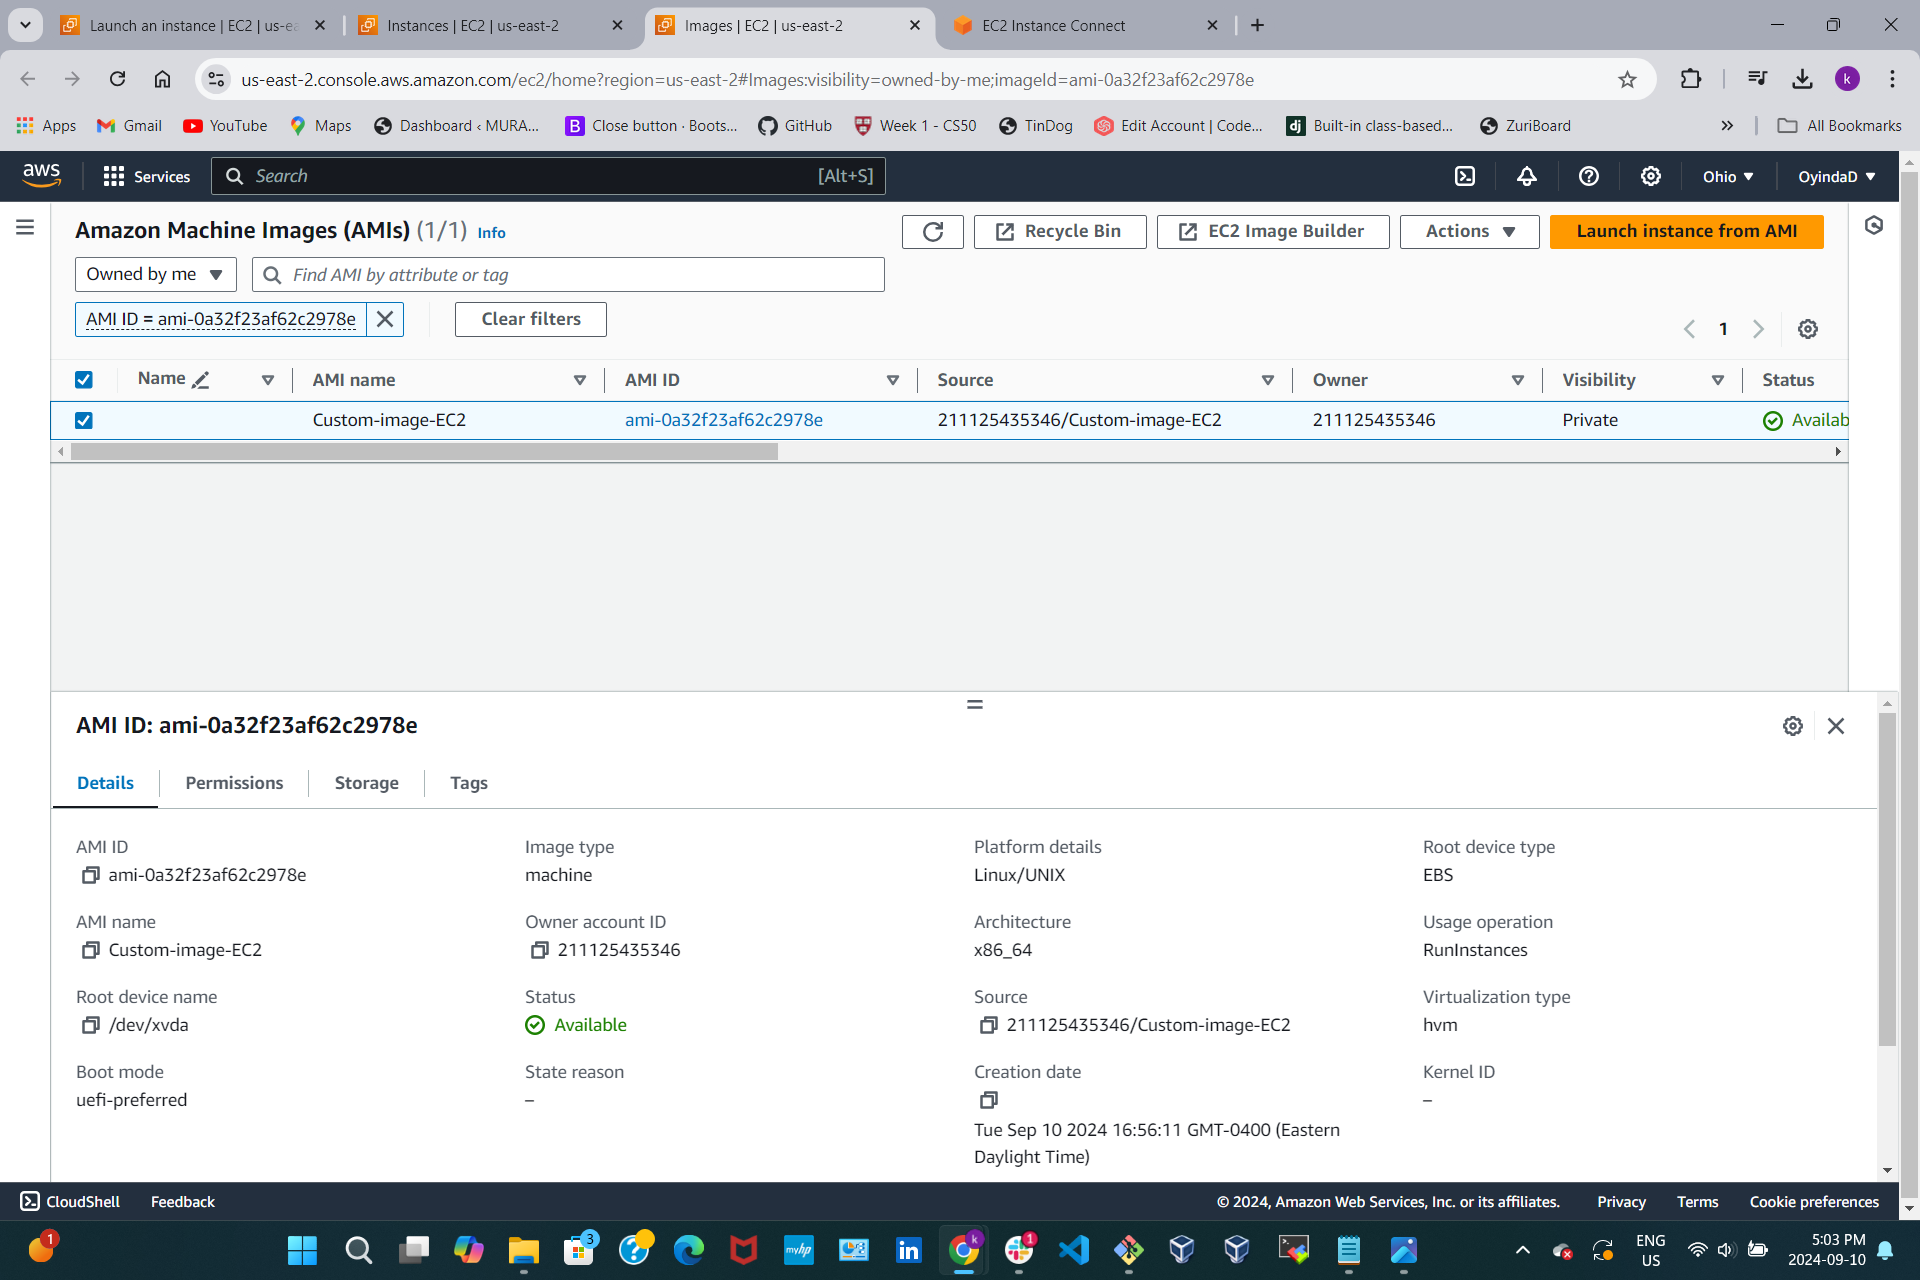 Launch an instance | EC2 | us-ea
Instances | EC2 | us-east-2
Images | EC2 | us-east-2
EC2 Instance Connect
us-east-2.console.aws.amazon.com/ec2/home?region=us-east-2#Images:visibility=owned-by-me;imageId=ami-0a32f23af62c2978e
k
Apps Gmail YouTube Maps Dashboard ‹ MURA... B Close button · Boots... GitHub Week 1 - CS50 TinDog Edit Account | Code... dj Built-in class-based... ZuriBoard » All Bookmarks
aws Services Search [Alt+S] Ohio OyindaD
Amazon Machine Images (AMIs) (1/1) Info
Recycle Bin EC2 Image Builder Actions Launch instance from AMI
Owned by me Find AMI by attribute or tag
AMI ID = ami-0a32f23af62c2978e Clear filters
1
Name AMI name AMI ID Source Owner Visibility Status
Custom-image-EC2 ami-0a32f23af62c2978e 211125435346/Custom-image-EC2 211125435346 Private Availab
AMI ID: ami-0a32f23af62c2978e
Details Permissions Storage Tags
AMI ID Image type Platform details Root device type
ami-0a32f23af62c2978e machine Linux/UNIX EBS
AMI name Owner account ID Architecture Usage operation
Custom-image-EC2 211125435346 x86_64 RunInstances
Root device name Status Source Virtualization type
/dev/xvda Available 211125435346/Custom-image-EC2 hvm
Boot mode State reason Creation date Kernel ID
uefi-preferred – –
Tue Sep 10 2024 16:56:11 GMT-0400 (Eastern
Daylight Time)
CloudShell Feedback © 2024, Amazon Web Services, Inc. or its affiliates. Privacy Terms Cookie preferences
1 3 myhp in k 1
ENG
US
5:03 PM
2024-09-10